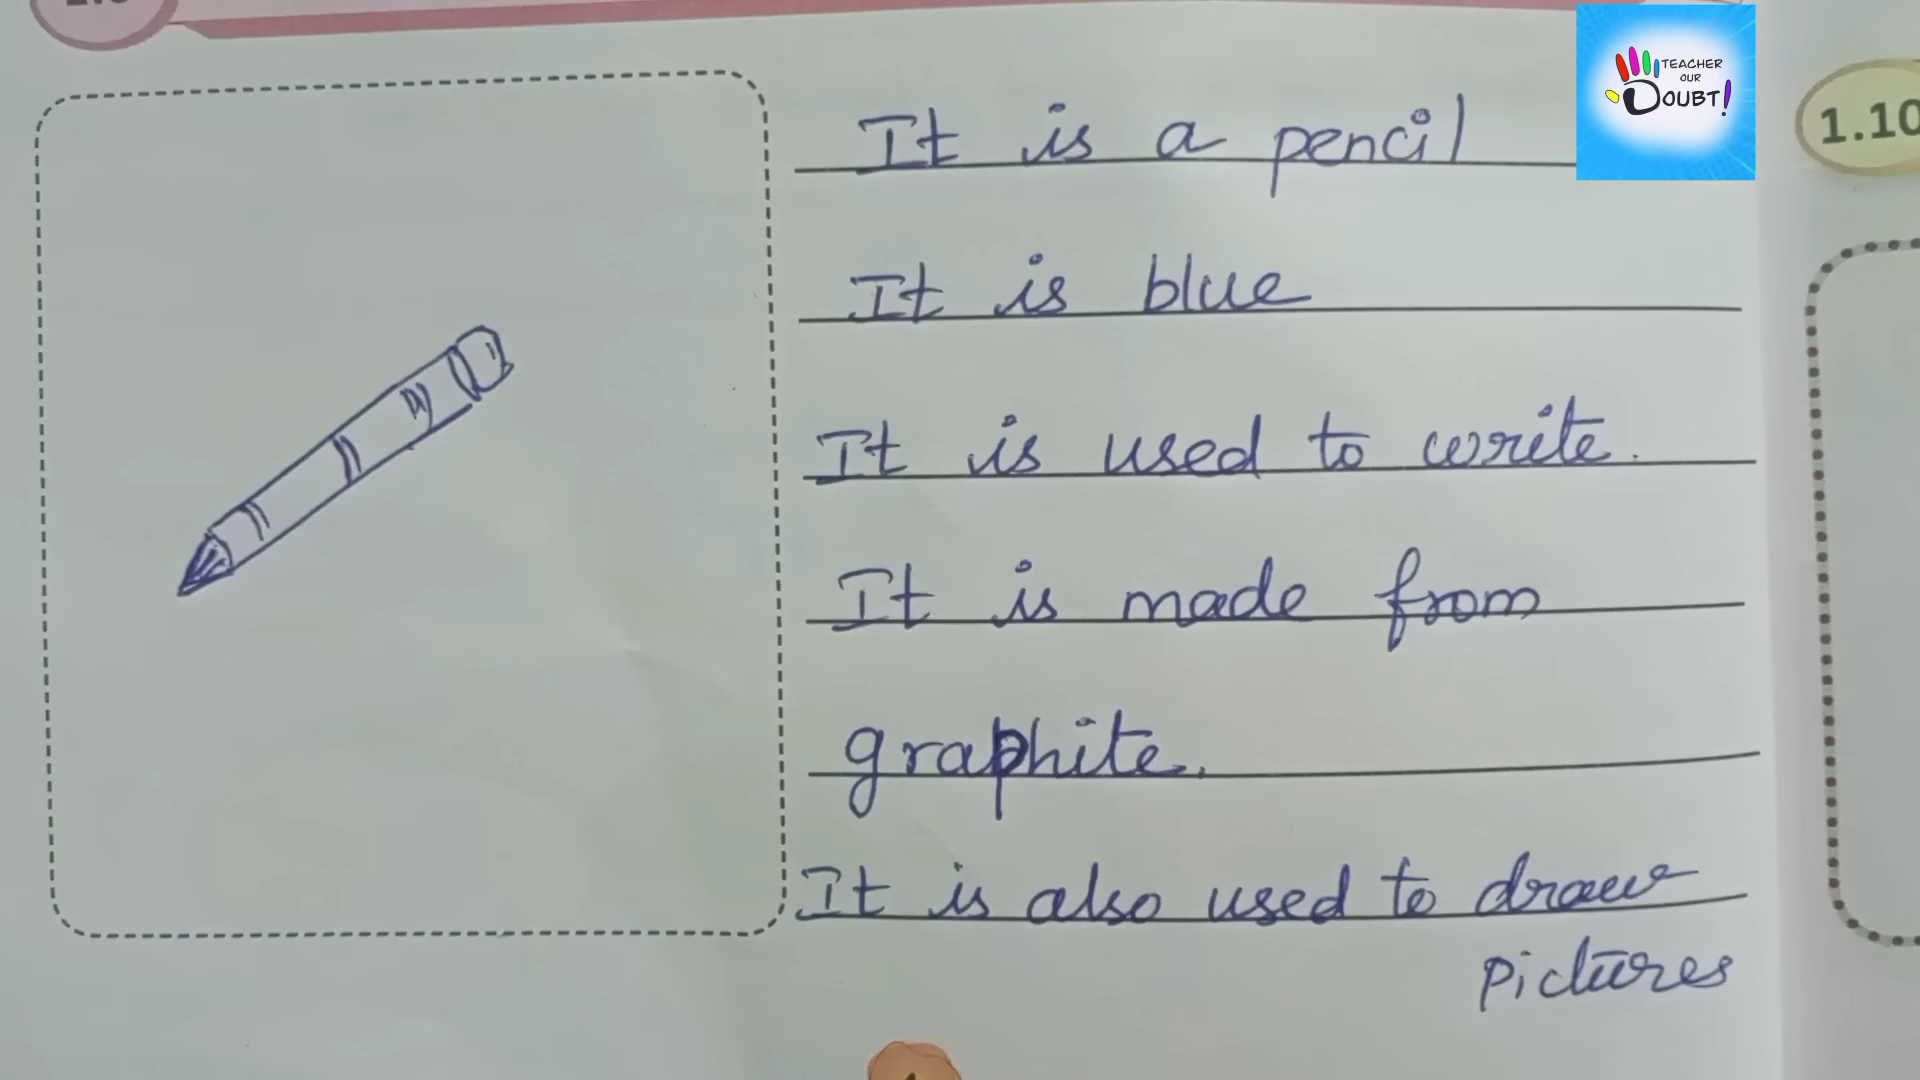 It is a pencil
It is blue
It is used to write.
It is made from
graphite.
It is also used to draw
pictures
TEACHER
OUR
DOUBT!
1.10